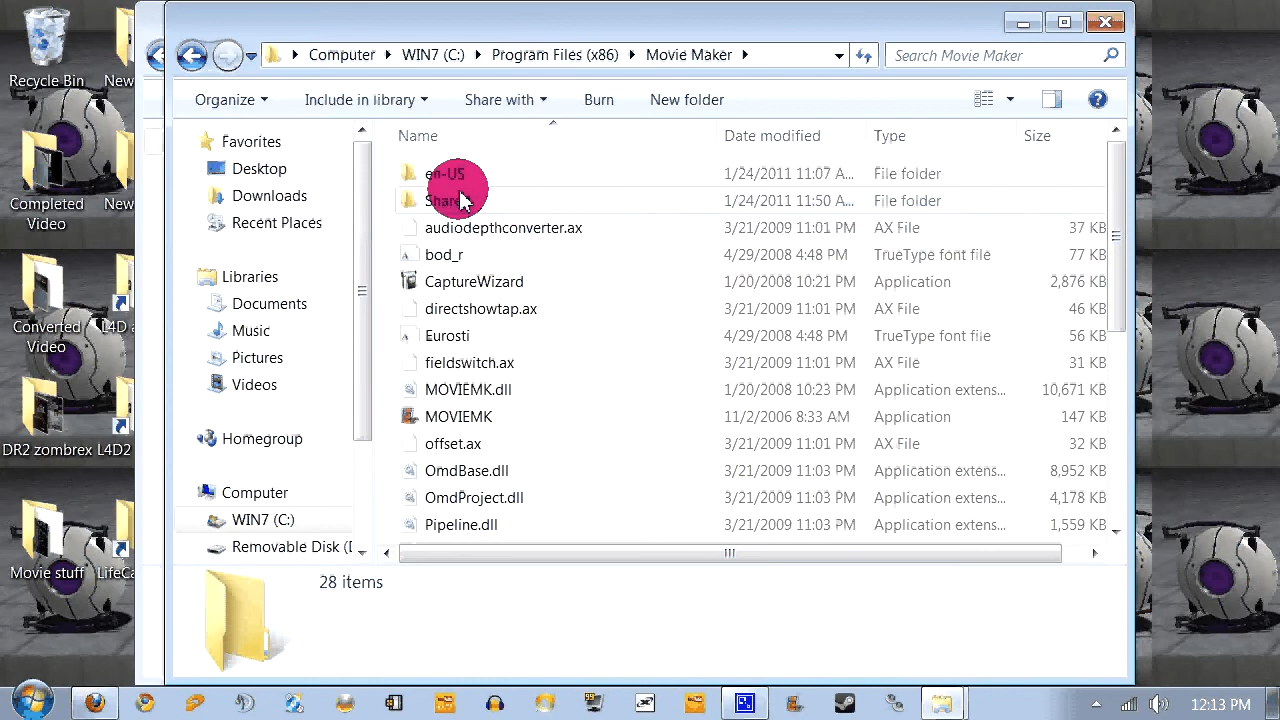 Recycle Bin
New
Completed
Video
New
Converted
Video
L4D a
DR2 zombrex
L4D2
Movie stuff
LifeCa
Computer
WIN7 (C:)
Program Files (x86)
Movie Maker
Search Movie Maker
Organize
Include in library
Share with
Burn
New folder
Favorites
Desktop
Downloads
Recent Places
Libraries
Documents
Music
Pictures
Videos
Homegroup
Computer
WIN7 (C:)
Removable Disk (D
Name Date modified Type Size
en-US 1/24/2011 11:07 A... File folder
Share 1/24/2011 11:50 A... File folder
audiodepthconverter.ax 3/21/2009 11:01 PM AX File 37 KB
bod_r 4/29/2008 4:48 PM TrueType font file 77 KB
CaptureWizard 1/20/2008 10:21 PM Application 2,876 KB
directshowtap.ax 3/21/2009 11:01 PM AX File 46 KB
Eurosti 4/29/2008 4:48 PM TrueType font file 56 KB
fieldswitch.ax 3/21/2009 11:01 PM AX File 31 KB
MOVIEMK.dll 1/20/2008 10:23 PM Application extens... 10,671 KB
MOVIEMK 11/2/2006 8:33 AM Application 147 KB
offset.ax 3/21/2009 11:01 PM AX File 32 KB
OmdBase.dll 3/21/2009 11:03 PM Application extens... 8,952 KB
OmdProject.dll 3/21/2009 11:03 PM Application extens... 4,178 KB
Pipeline.dll 3/21/2009 11:03 PM Application extens... 1,559 KB
28 items
12:13 PM